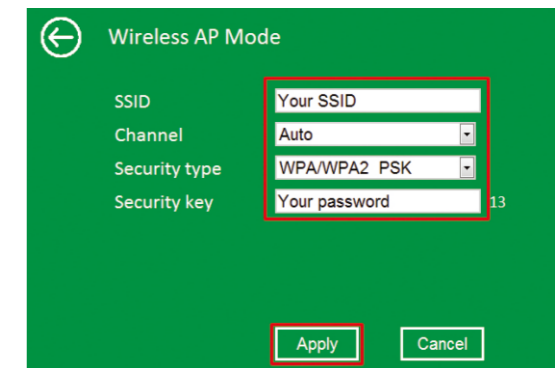 Wireless AP Mode
SSID Your SSID
Channel Auto
Security type WPA/WPA2 PSK
Security key Your password 13
Apply Cancel